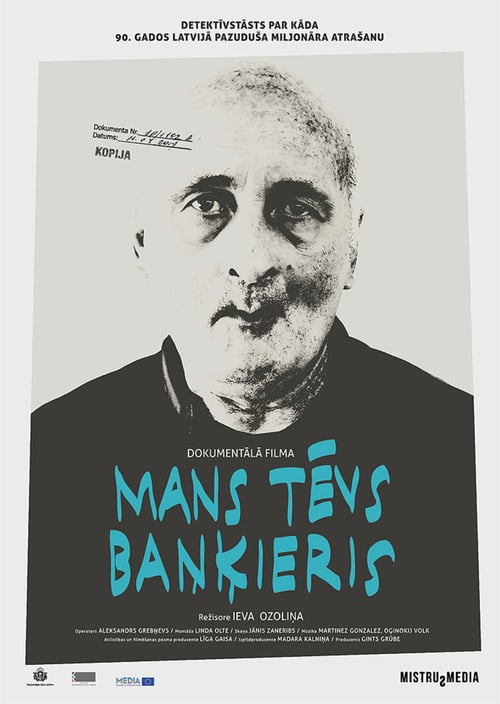 DETEKTĪVSTĀSTS PAR KĀDA
90. GADOS LATVIJĀ PAZUDUŠA MILJONĀRA ATRAŠANU
Dokumenta Nr.
Datums:
KOPIJA
DOKUMENTĀLĀ FILMA
MANS TĒVS
BAŅĶIERIS
Režisore IEVA OZOLIŅA
Operators ALEKSANDRS GREBŅEVS / Montāža LINDA OLTE / Skaņa JĀNIS ZANERIBS / Mūzika MARTINEZ GONZALEZ, OGINOKIJ VOLK
Attīstības un filmēšanas posma producente LĪGA GAISA / Izpildproducente MADARA KALNIŅA / Producents GINTS GRŪBE
MEDIA
MISTRUS MEDIA